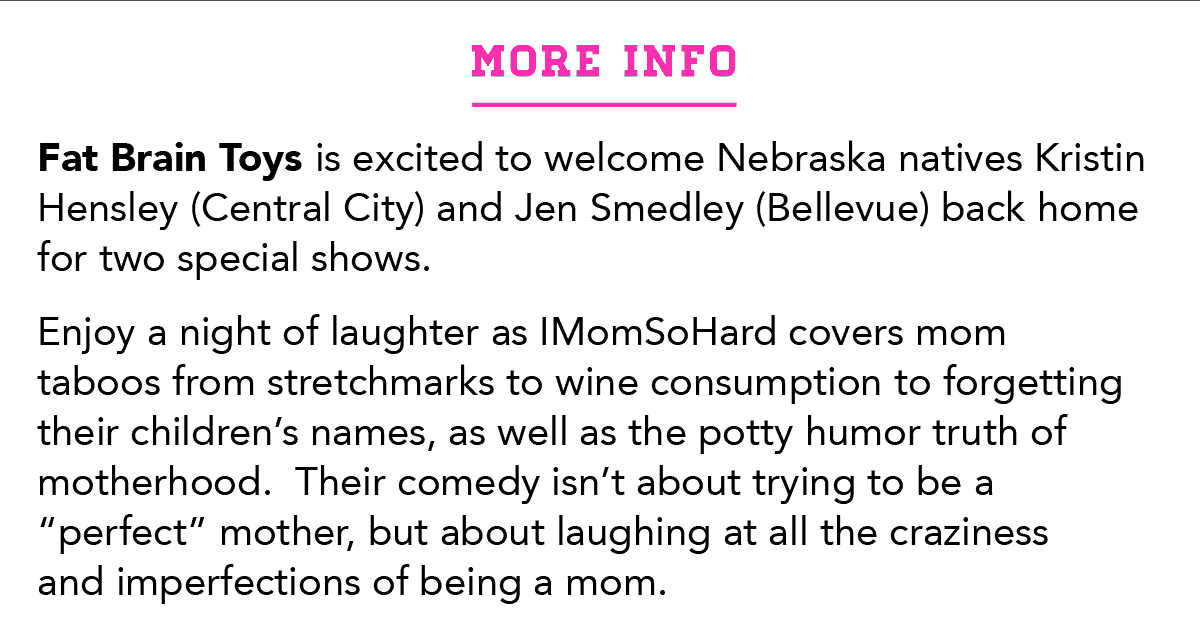 MORE INFO
Fat Brain Toys is excited to welcome Nebraska natives Kristin
Hensley (Central City) and Jen Smedley (Bellevue) back home
for two special shows.
Enjoy a night of laughter as IMomSoHard covers mom
taboos from stretchmarks to wine consumption to forgetting
their children’s names, as well as the potty humor truth of
motherhood.  Their comedy isn’t about trying to be a
“perfect” mother, but about laughing at all the craziness
and imperfections of being a mom.